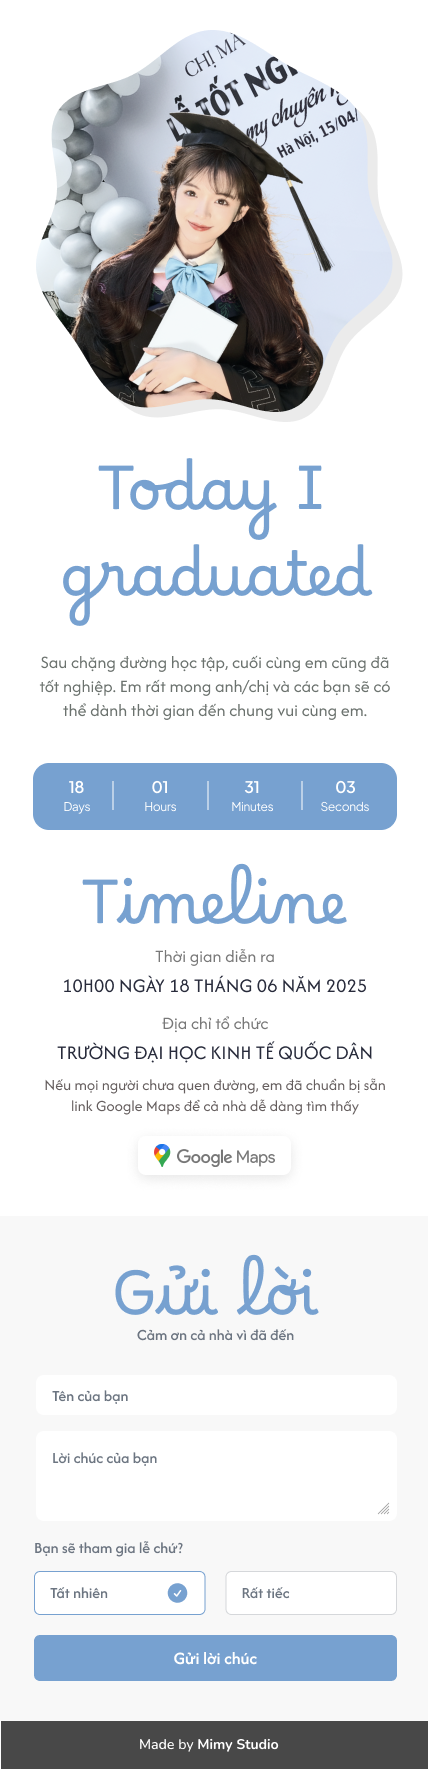 CHỊ MÀ
LỄ TỐT NGH
my chuyên ng
Hà Nội, 15/04/
Today I
graduated
Sau chặng đường học tập, cuối cùng em cũng đã
tốt nghiệp. Em rất mong anh/chị và các bạn sẽ có
thể dành thời gian đến chung vui cùng em.
18 01 31 03
Days Hours Minutes Seconds
Timeline
Thời gian diễn ra
10H00 NGÀY 18 THÁNG 06 NĂM 2025
Địa chỉ tổ chức
TRƯỜNG ĐẠI HỌC KINH TẾ QUỐC DÂN
Nếu mọi người chưa quen đường, em đã chuẩn bị sẵn
link Google Maps để cả nhà dễ dàng tìm thấy
Google Maps
Gửi lời
Cảm ơn cả nhà vì đã đến
Tên của bạn
Lời chúc của bạn
Bạn sẽ tham gia lễ chứ?
Tất nhiên Rất tiếc
Gửi lời chúc
Made by Mimy Studio